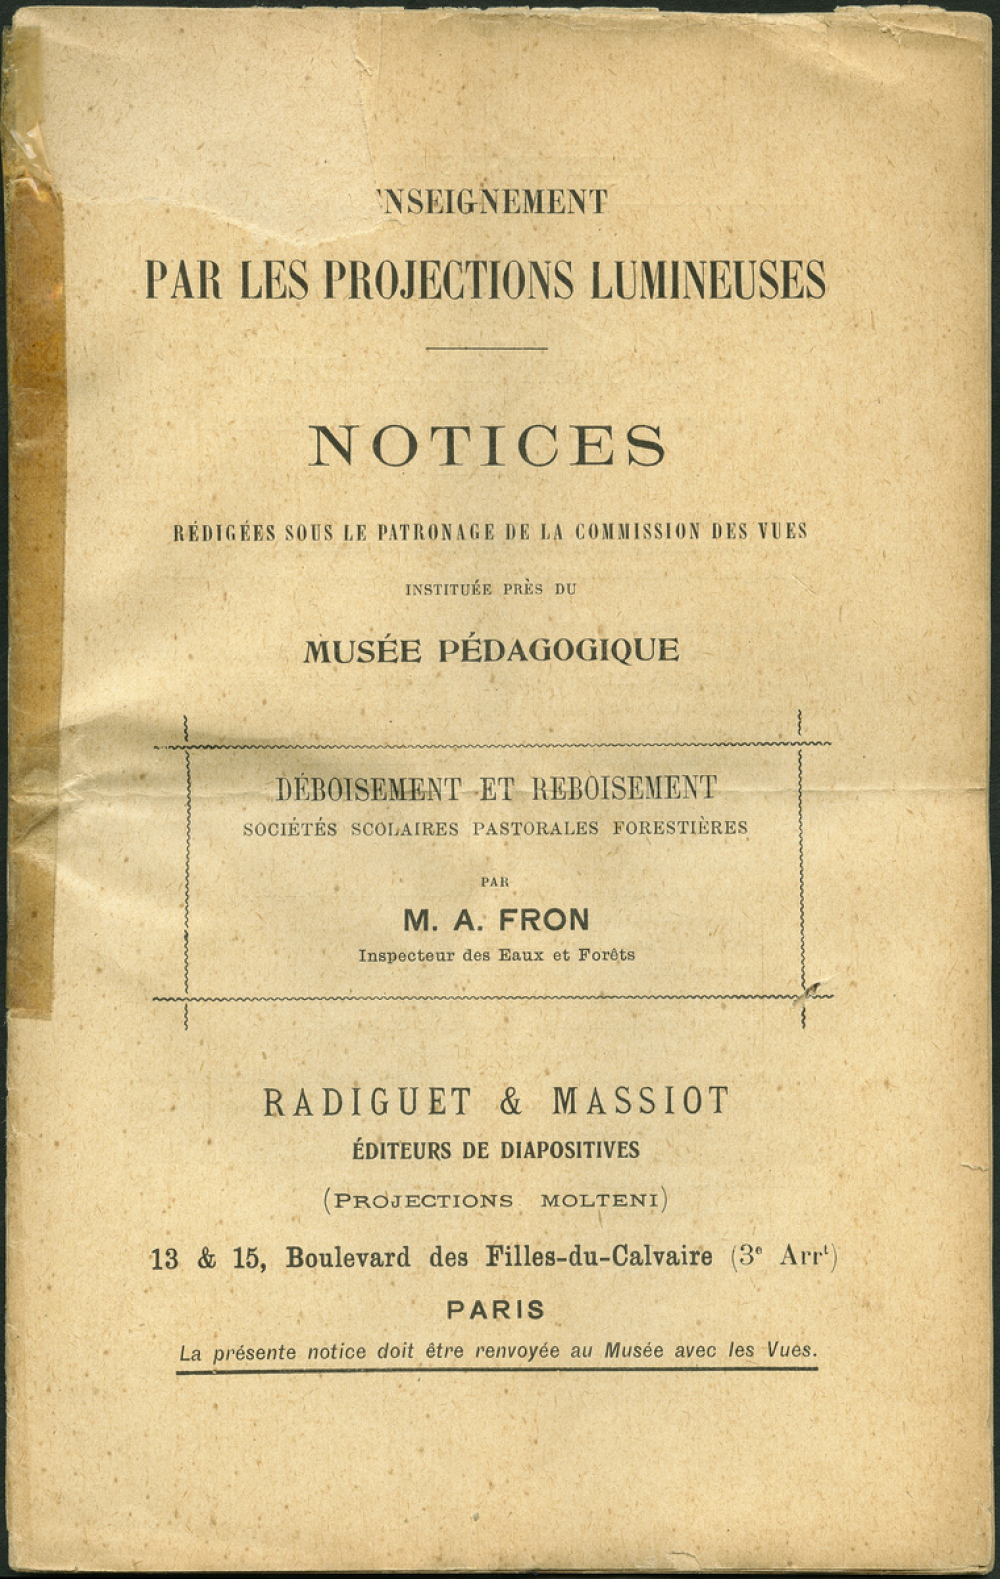 'NSEIGNEMENT
PAR LES PROJECTIONS LUMINEUSES
NOTICES
RÉDIGÉES SOUS LE PATRONAGE DE LA COMMISSION DES VUES
INSTITUÉE PRÈS DU
MUSÉE PÉDAGOGIQUE
DÉBOISEMENT ET REBOISEMENT
SOCIÉTÉS SCOLAIRES PASTORALES FORESTIÈRES
PAR
M. A. FRON
Inspecteur des Eaux et Forêts
RADIGUET & MASSIOT
ÉDITEURS DE DIAPOSITIVES
(PROJECTIONS MOLTENI)
13 & 15, Boulevard des Filles-du-Calvaire (3e Arrt)
PARIS
La présente notice doit être renvoyée au Musée avec les Vues.